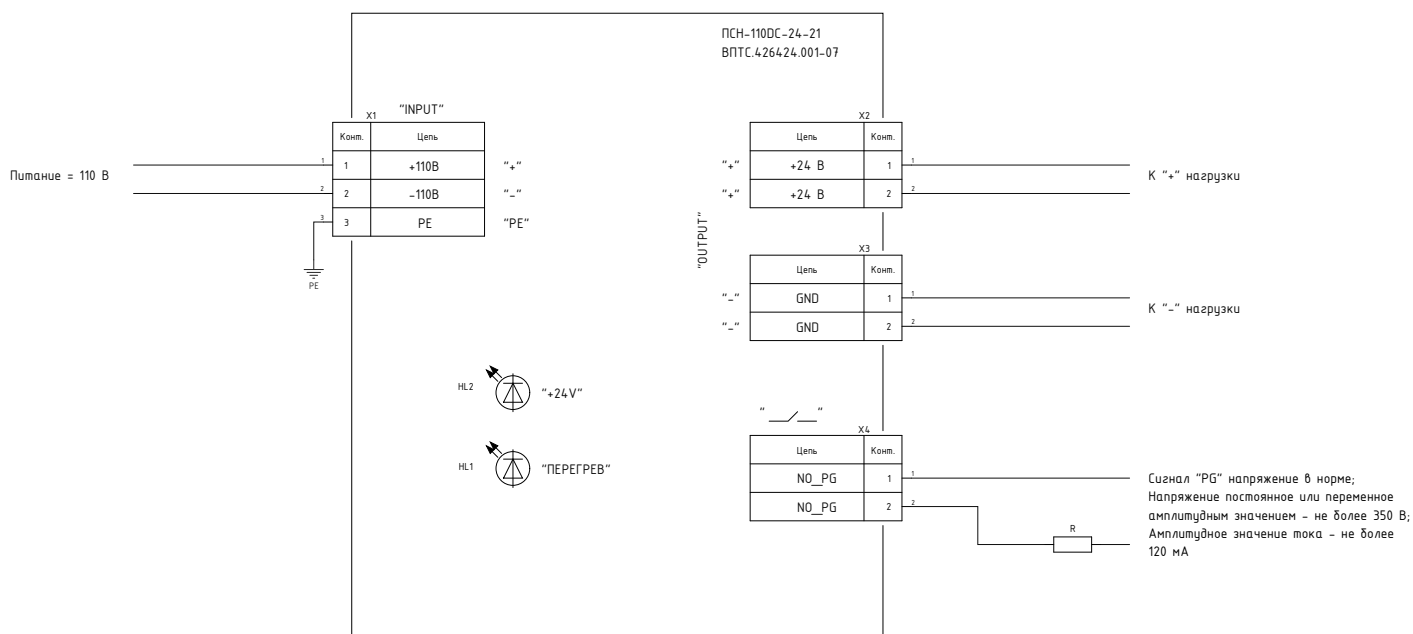 ПСН-110DC-24-21
ВПТС.426424.001-07
"INPUT"
X1
Конт. Цепь
1 1 +110В "+"
2 2 -110В "-"
3 3 PE "PE"
Питание = 110 В
PE
X2
Цепь Конт.
"+" +24 В 1 1
"+" +24 В 2 2
К "+" нагрузки
"OUTPUT"
X3
Цепь Конт.
"-" GND 1 1
"-" GND 2 2
К "-" нагрузки
HL2 "+24V"
HL1 "ПЕРЕГРЕВ"
" "
X4
Цепь Конт.
NO_PG 1 1
NO_PG 2 2
R
Сигнал "PG" напряжение в норме;
Напряжение постоянное или переменное
амплитудным значением - не более 350 В;
Амплитудное значение тока - не более
120 мА